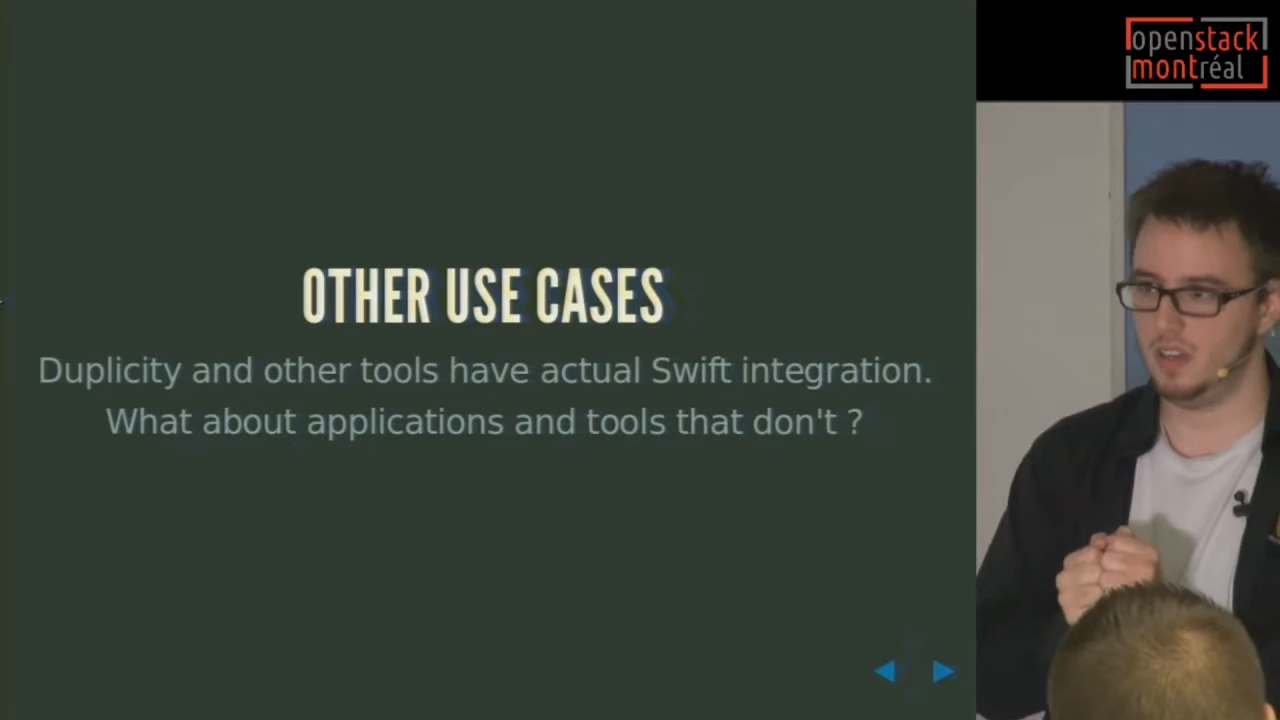 openstack
montréal
OTHER USE CASES
Duplicity and other tools have actual Swift integration.
What about applications and tools that don't ?